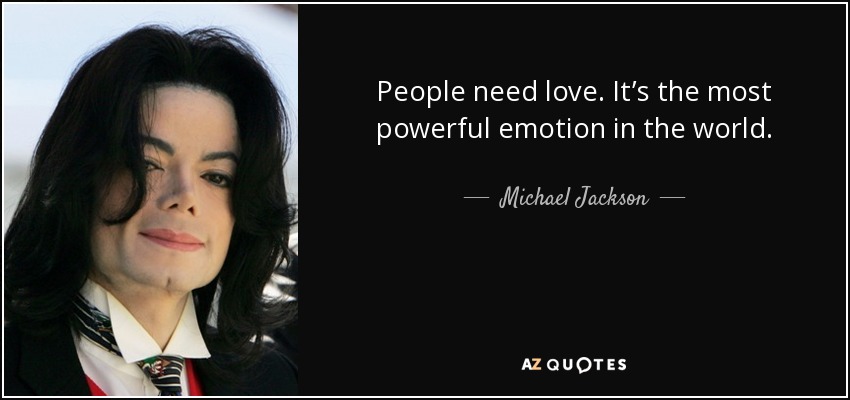 People need love. It’s the most
powerful emotion in the world.
Michael Jackson
AZ QUOTES